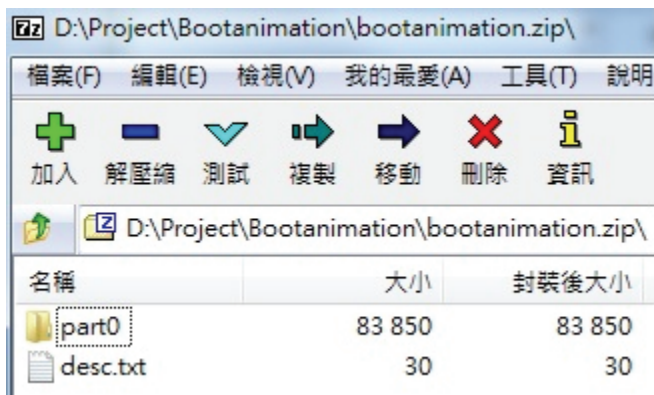 D:\Project\Bootanimation\bootanimation.zip\
檔案(F) 編輯(E) 檢視(V) 我的最愛(A) 工具(T) 說明
加入 解壓縮 測試 複製 移動 刪除 資訊
D:\Project\Bootanimation\bootanimation.zip\
名稱 大小 封裝後大小
part0 83 850 83 850
desc.txt 30 30